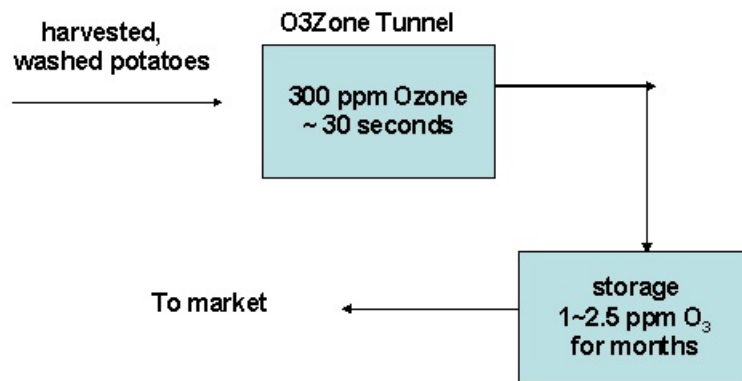 harvested,
washed potatoes
O3Zone Tunnel
300 ppm Ozone
~ 30 seconds
storage
1~2.5 ppm O₃
for months
To market